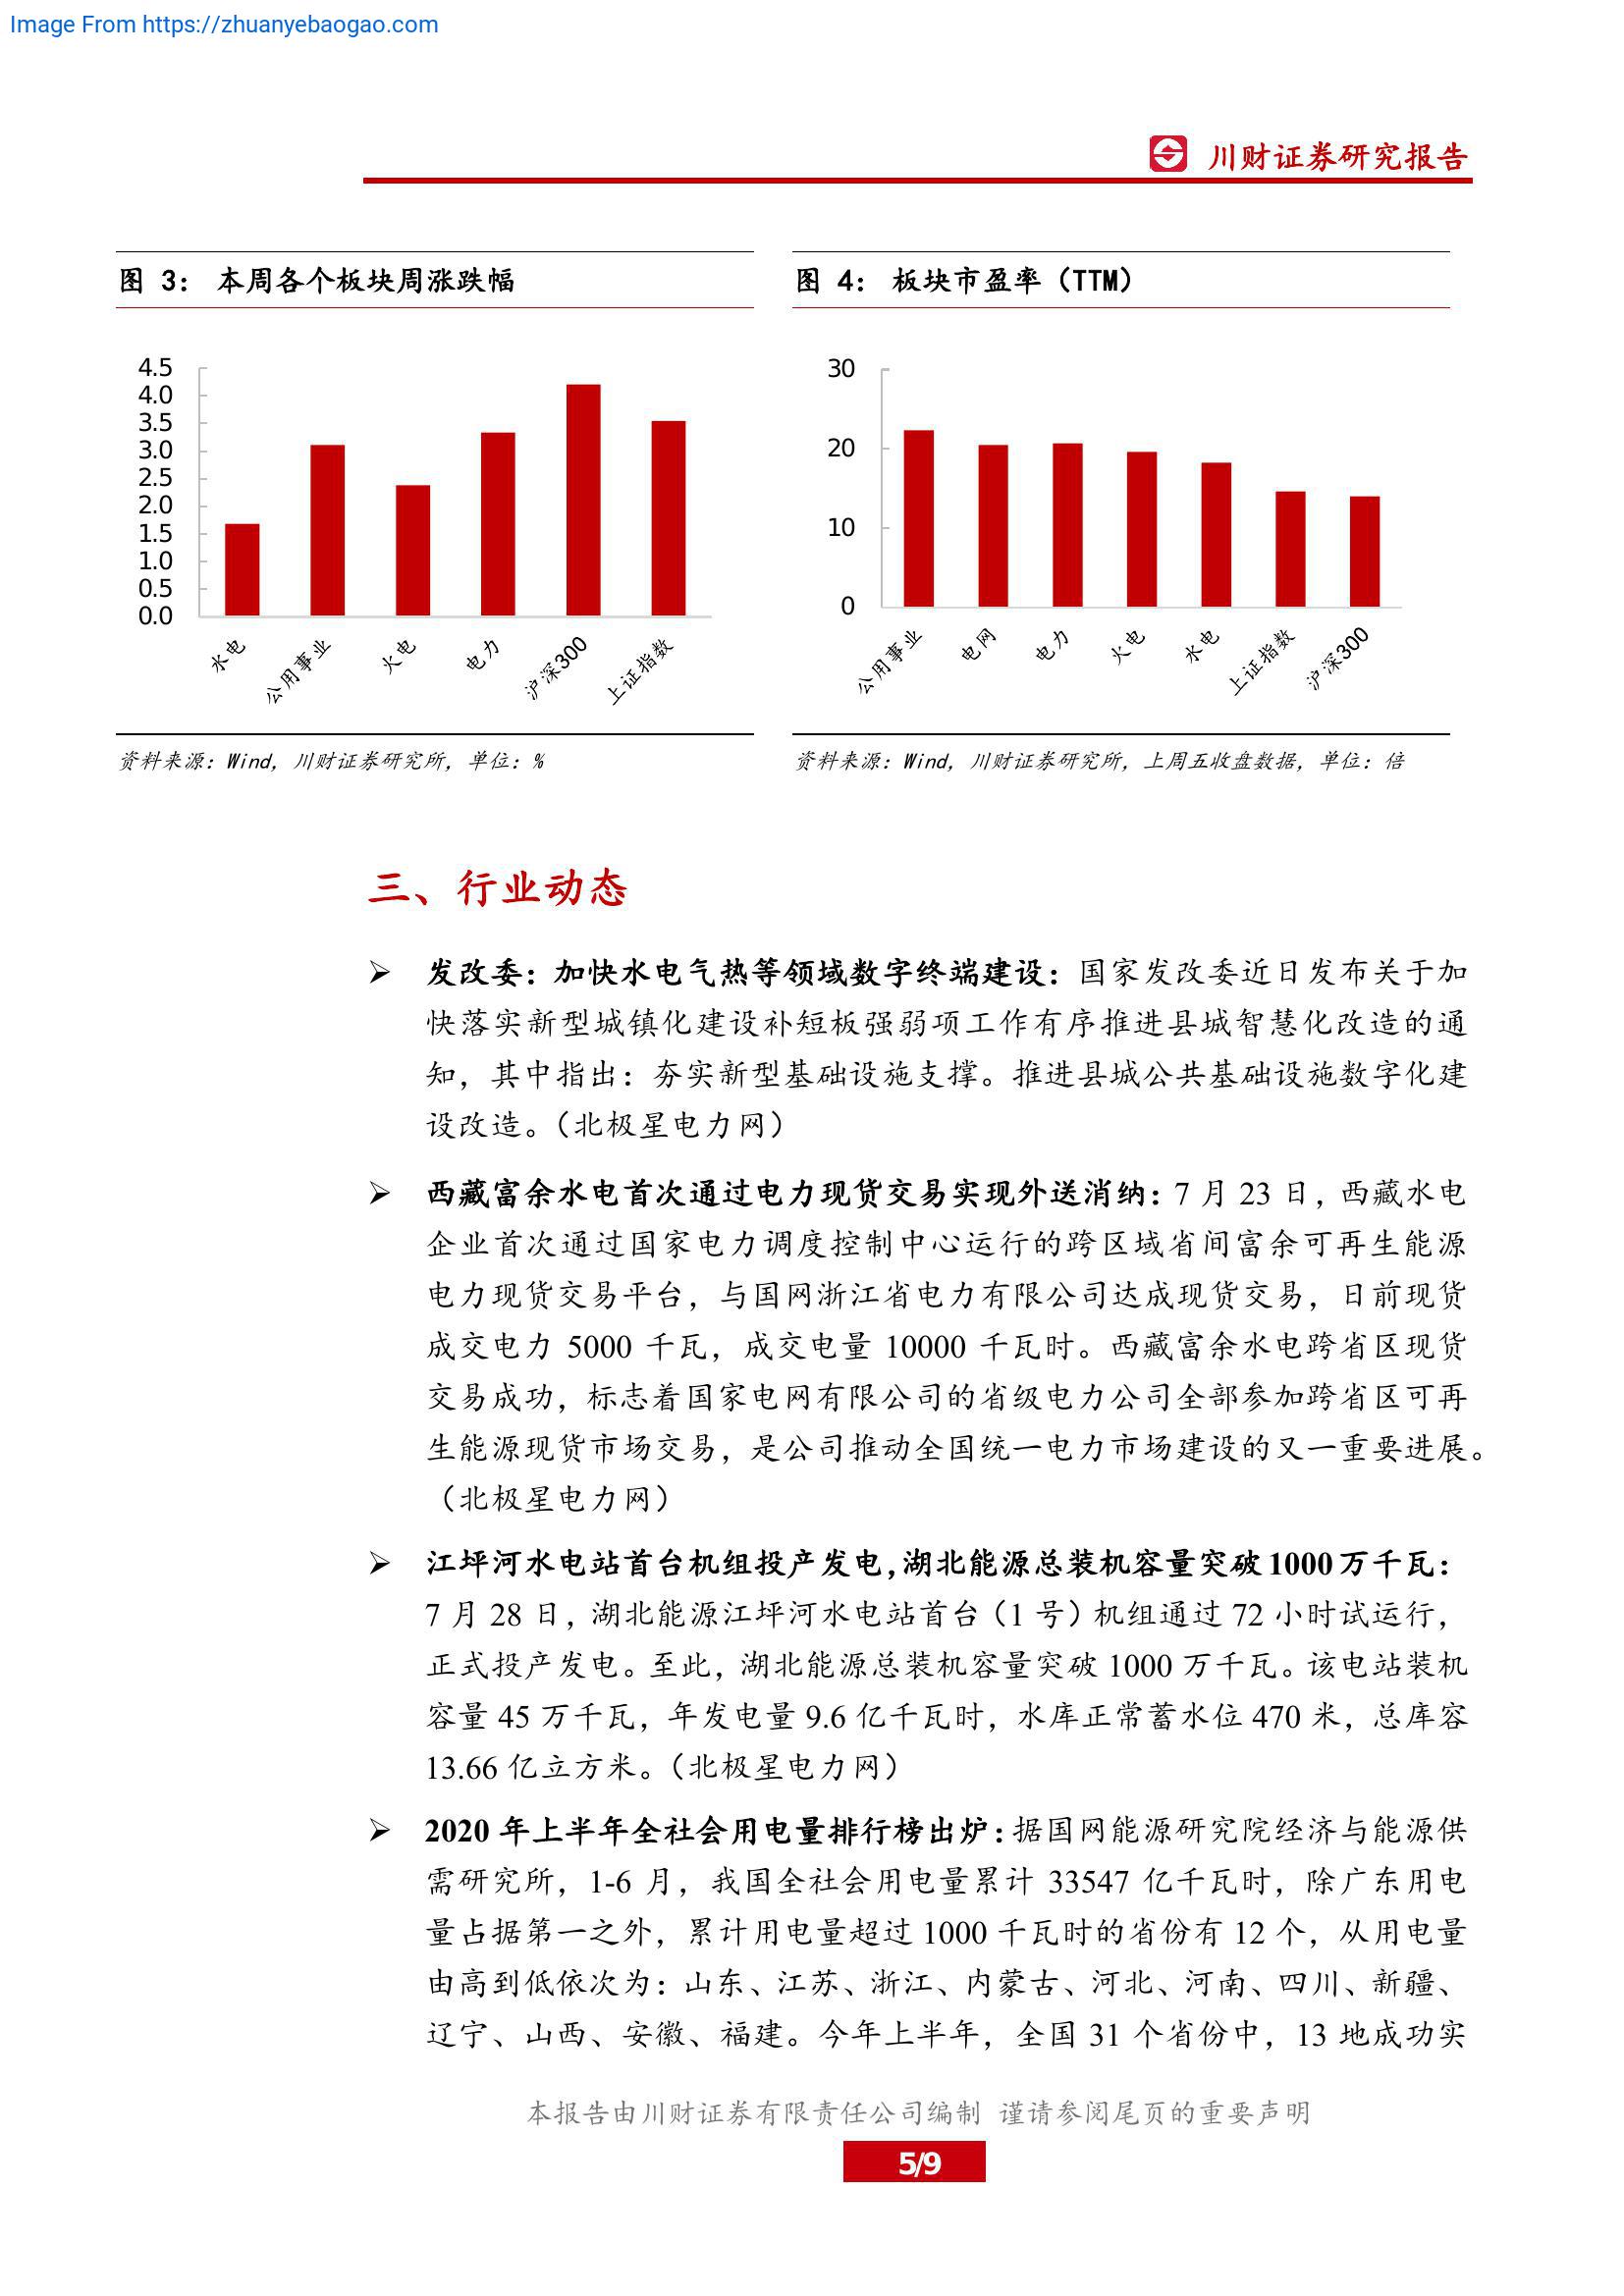 Image From https://zhuanyebaogao.com
川财证券研究报告
图 3： 本周各个板块周涨跌幅
4.5
4.0
3.5
3.0
2.5
2.0
1.5
1.0
0.5
0.0
水电
公用事业
火电
电力
沪深300
上证指数
资料来源：Wind，川财证券研究所，单位：%
图 4： 板块市盈率（TTM）
30
20
10
0
公用事业
电网
电力
火电
水电
上证指数
沪深300
资料来源：Wind，川财证券研究所，上周五收盘数据，单位：倍
三、行业动态
➢ 发改委：加快水电气热等领域数字终端建设：国家发改委近日发布关于加
快落实新型城镇化建设补短板强弱项工作有序推进县城智慧化改造的通
知，其中指出：夯实新型基础设施支撑。推进县城公共基础设施数字化建
设改造。（北极星电力网）
➢ 西藏富余水电首次通过电力现货交易实现外送消纳：7 月 23 日，西藏水电
企业首次通过国家电力调度控制中心运行的跨区域省间富余可再生能源
电力现货交易平台，与国网浙江省电力有限公司达成现货交易，日前现货
成交电力 5000 千瓦，成交电量 10000 千瓦时。西藏富余水电跨省区现货
交易成功，标志着国家电网有限公司的省级电力公司全部参加跨省区可再
生能源现货市场交易，是公司推动全国统一电力市场建设的又一重要进展。
（北极星电力网）
➢ 江坪河水电站首台机组投产发电，湖北能源总装机容量突破 1000 万千瓦：
7 月 28 日，湖北能源江坪河水电站首台（1 号）机组通过 72 小时试运行，
正式投产发电。至此，湖北能源总装机容量突破 1000 万千瓦。该电站装机
容量 45 万千瓦，年发电量 9.6 亿千瓦时，水库正常蓄水位 470 米，总库容
13.66 亿立方米。（北极星电力网）
➢ 2020 年上半年全社会用电量排行榜出炉：据国网能源研究院经济与能源供
需研究所，1-6 月，我国全社会用电量累计 33547 亿千瓦时，除广东用电
量占据第一之外，累计用电量超过 1000 千瓦时的省份有 12 个，从用电量
由高到低依次为：山东、江苏、浙江、内蒙古、河北、河南、四川、新疆、
辽宁、山西、安徽、福建。今年上半年，全国 31 个省份中，13 地成功实
本报告由川财证券有限责任公司编制 谨请参阅尾页的重要声明
5/9